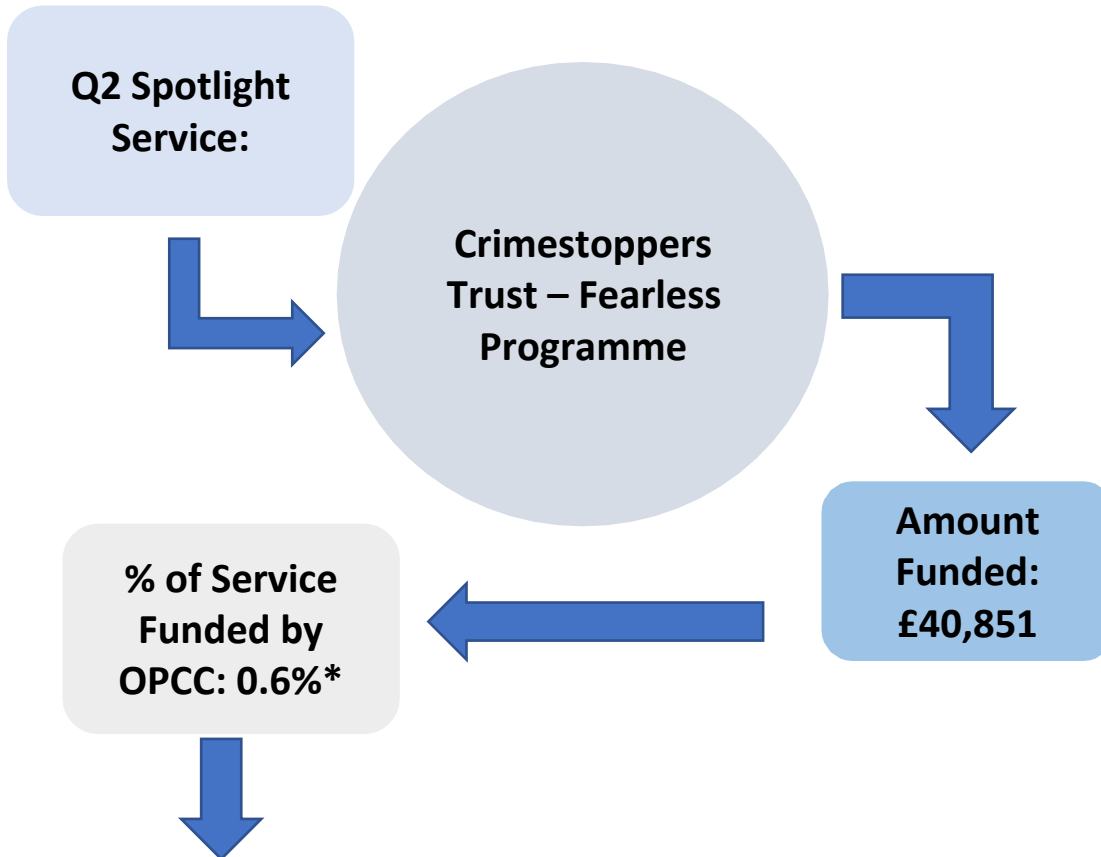 Q2 Spotlight
Service:
Crimestoppers
Trust – Fearless
Programme
Amount
Funded:
£40,851
% of Service
Funded by
OPCC: 0.6%*